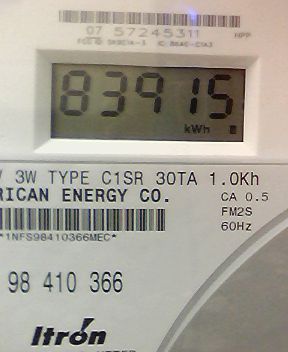 07 57245311
83915
kWh
V 3W TYPE C1SR 30TA 1.0Kh
RICAN ENERGY CO.
CA 0.5
FM2S
60Hz
*1NFS98410366MEC*
98 410 366
Itron